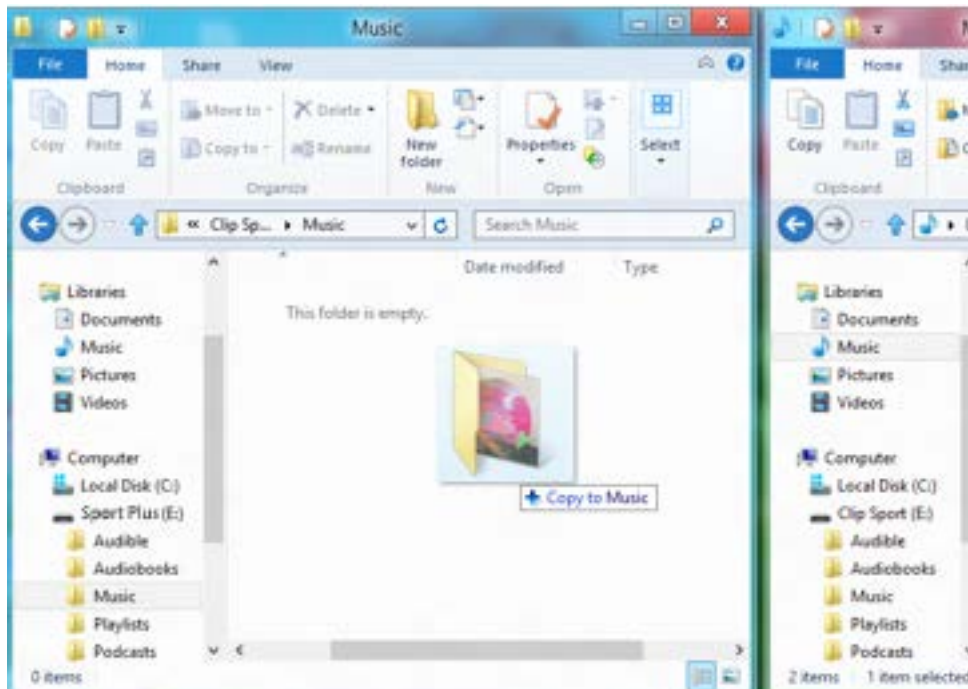 Music
File Home Share View
Copy Paste
Move to
Copy to
Delete
Rename
New folder
Properties
Select
Clipboard Organize New Open
« Clip Sp... Music
Search Music
Date modified Type
This folder is empty.
Copy to Music
Libraries
Documents
Music
Pictures
Videos
Computer
Local Disk (C:)
Sport Plus (E:)
Audible
Audiobooks
Music
Playlists
Podcasts
0 items
File Home
Copy Paste
Clipboard
Libraries
Documents
Music
Pictures
Videos
Computer
Local Disk (C:)
Clip Sport (E:)
Audible
Audiobooks
Music
Playlists
Podcasts
2 items 1 item selected